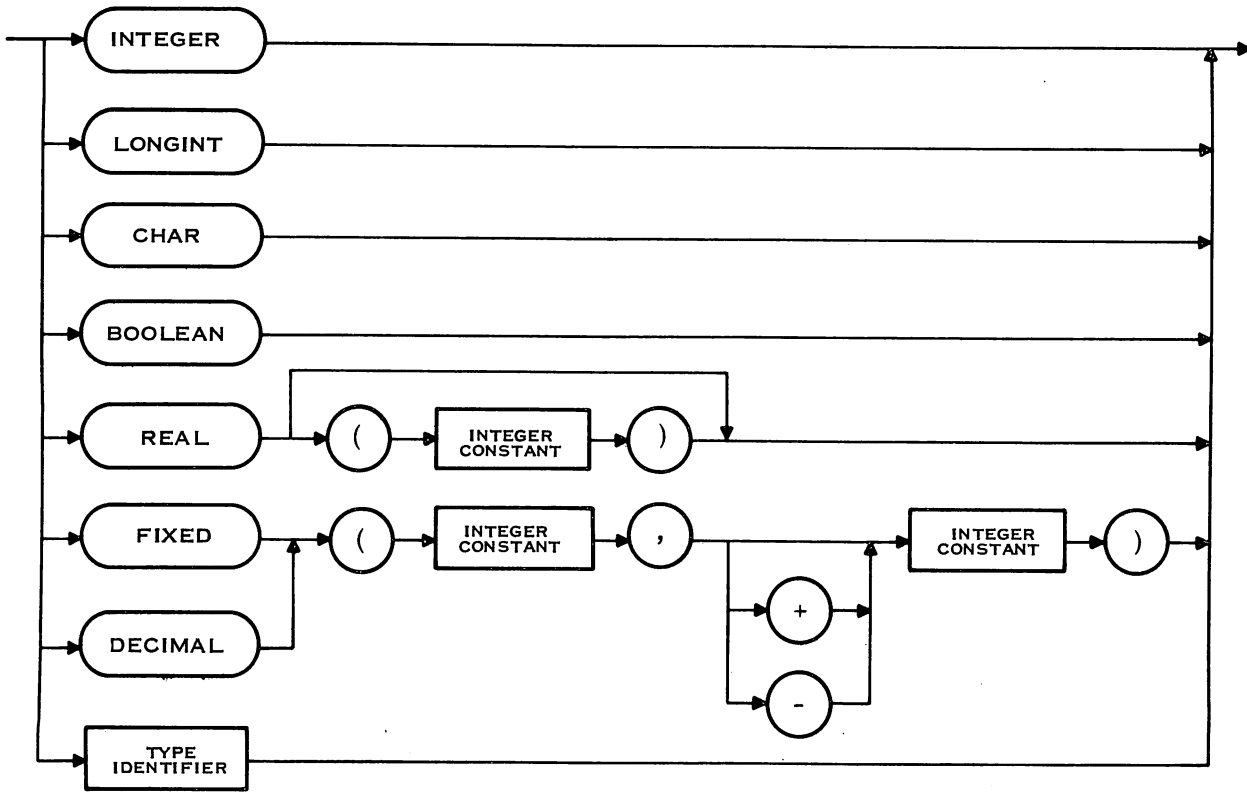 INTEGER
LONGINT
CHAR
BOOLEAN
REAL
(
INTEGER
CONSTANT
)
FIXED
(
INTEGER
CONSTANT
,
INTEGER
CONSTANT
)
+
DECIMAL
-
TYPE
IDENTIFIER